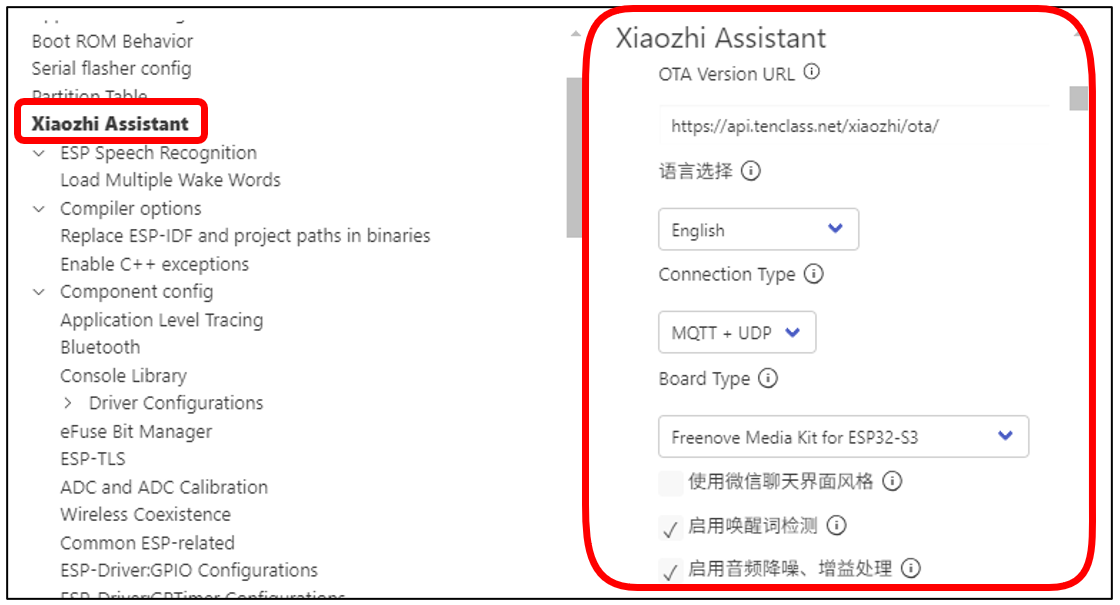 Boot ROM Behavior
Serial flasher config
Partition Table
Xiaozhi Assistant
ESP Speech Recognition
Load Multiple Wake Words
Compiler options
Replace ESP-IDF and project paths in binaries
Enable C++ exceptions
Component config
Application Level Tracing
Bluetooth
Console Library
Driver Configurations
eFuse Bit Manager
ESP-TLS
ADC and ADC Calibration
Wireless Coexistence
Common ESP-related
ESP-Driver:GPIO Configurations
ESP-Driver:GPTimer Configurations
Xiaozhi Assistant
OTA Version URL
https://api.tenclass.net/xiaozhi/ota/
语言选择
English
Connection Type
MQTT + UDP
Board Type
Freenove Media Kit for ESP32-S3
使用微信聊天界面风格
启用唤醒词检测
启用音频降噪、增益处理